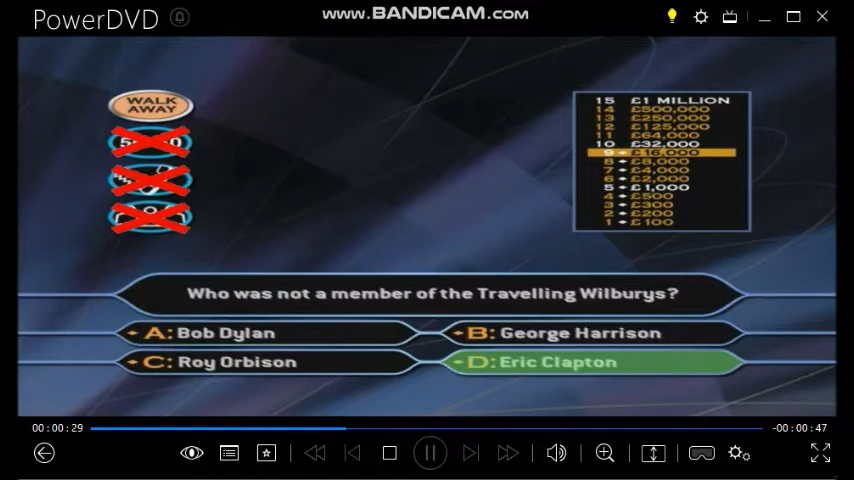 PowerDVD
www.BANDICAM.com
WALK
AWAY
15 £1 MILLION
14 £500,000
13 £250,000
12 £125,000
11 £64,000
10 £32,000
9 £16,000
8 £8,000
7 £4,000
6 £2,000
5 £1,000
4 £500
3 £300
2 £200
1 £100
Who was not a member of the Travelling Wilburys?
A: Bob Dylan
B: George Harrison
C: Roy Orbison
D: Eric Clapton
00:00:29
-00:00:47